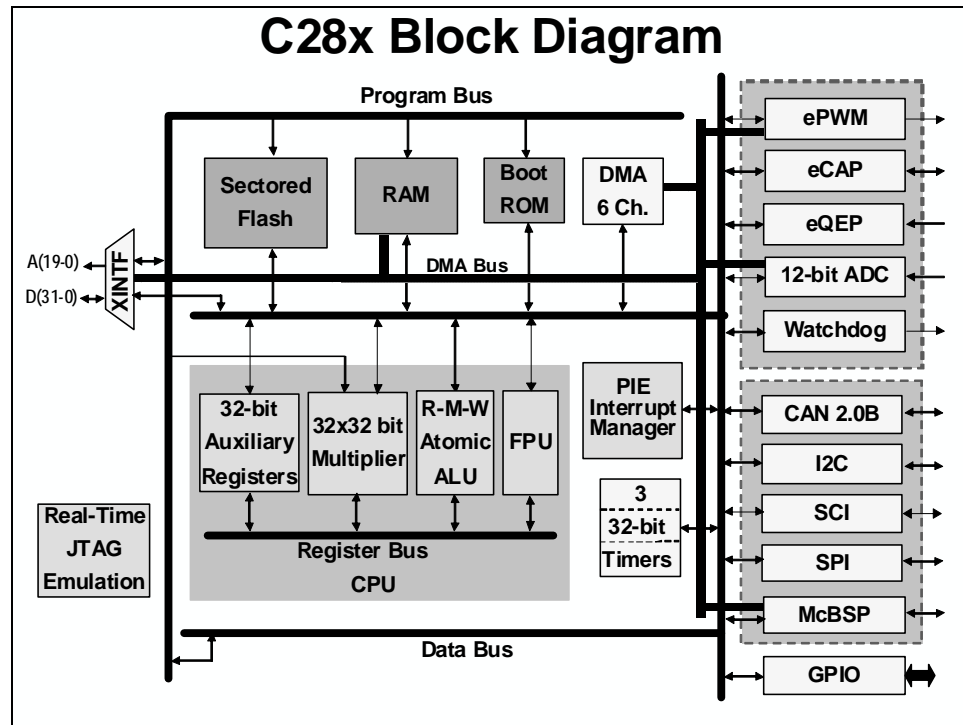 C28x Block Diagram
Program Bus
Sectored
Flash
RAM
Boot
ROM
DMA
6 Ch.
A(19-0)
D(31-0)
XINTF
DMA Bus
32-bit
Auxiliary
Registers
32x32 bit
Multiplier
R-M-W
Atomic
ALU
FPU
Register Bus
CPU
PIE
Interrupt
Manager
3
32-bit
Timers
Real-Time
JTAG
Emulation
Data Bus
ePWM
eCAP
eQEP
12-bit ADC
Watchdog
CAN 2.0B
I2C
SCI
SPI
McBSP
GPIO